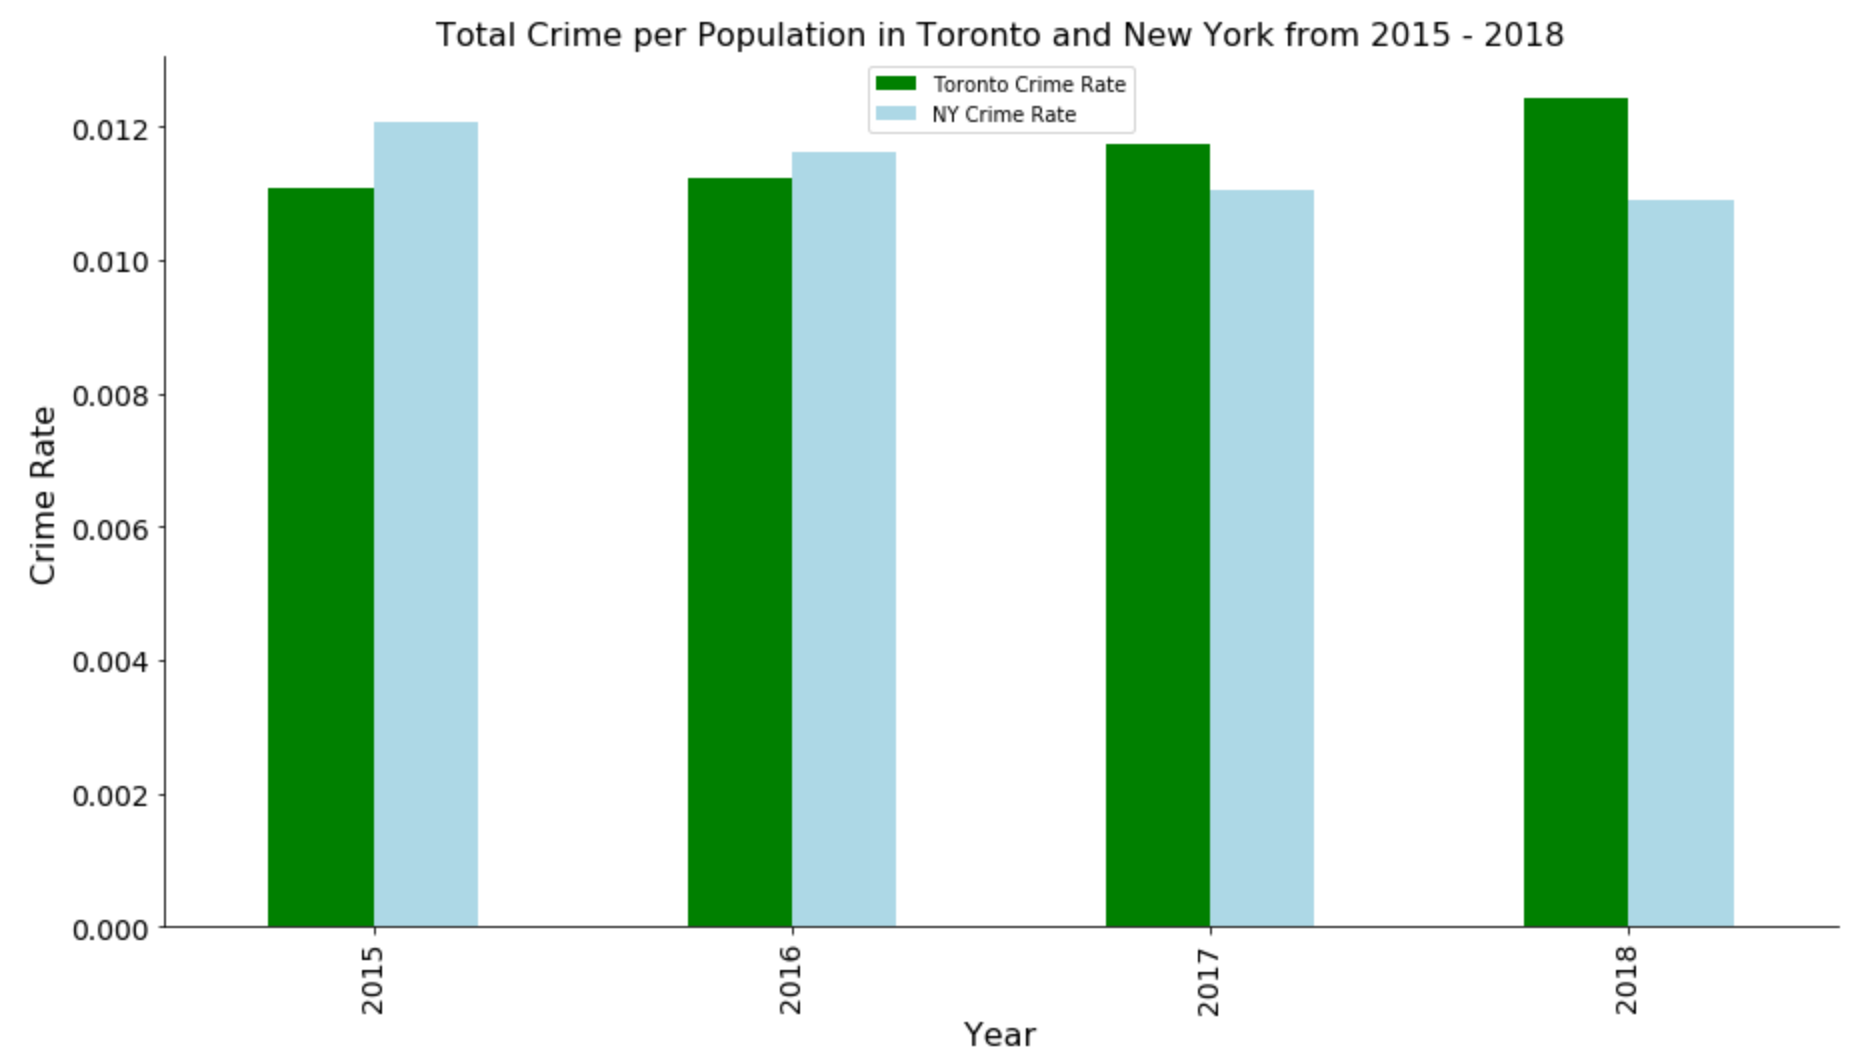 Total Crime per Population in Toronto and New York from 2015 - 2018
Toronto Crime Rate
NY Crime Rate
0.012
0.010
0.008
0.006
0.004
0.002
0.000
Crime Rate
2015
2016
2017
2018
Year